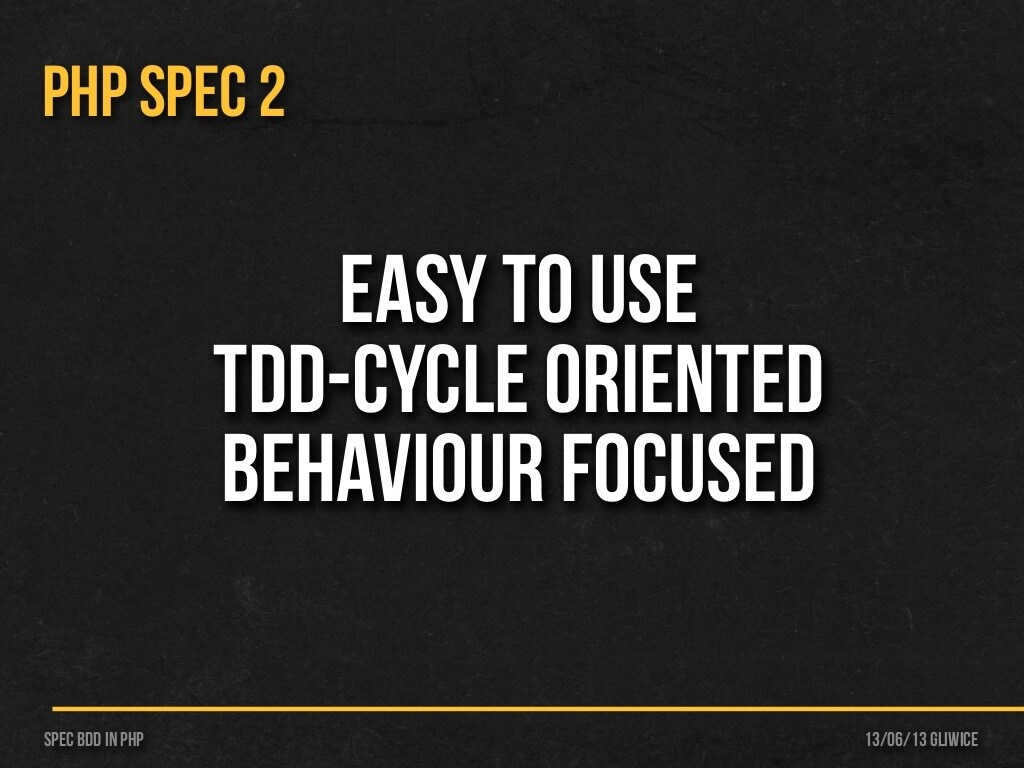 PHP SPEC 2
EASY TO USE
TDD-CYCLE ORIENTED
BEHAVIOUR FOCUSED
SPEC BDD IN PHP
13/06/13 GLIWICE